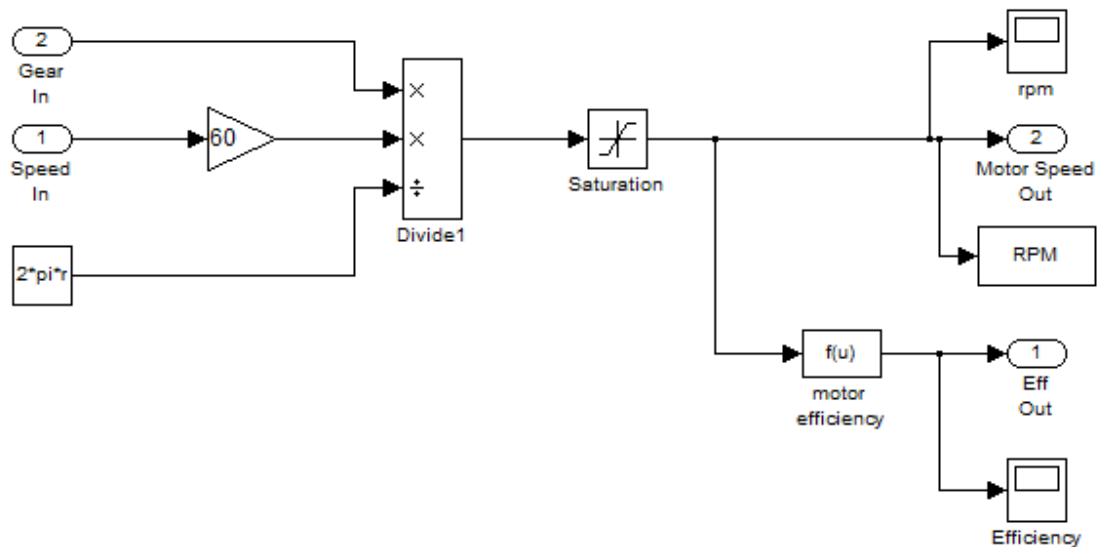 2
Gear
In
1
Speed
In
60
2*pi*r
×
×
÷
Divide1
Saturation
rpm
2
Motor Speed
Out
RPM
f(u)
motor
efficiency
1
Eff
Out
Efficiency